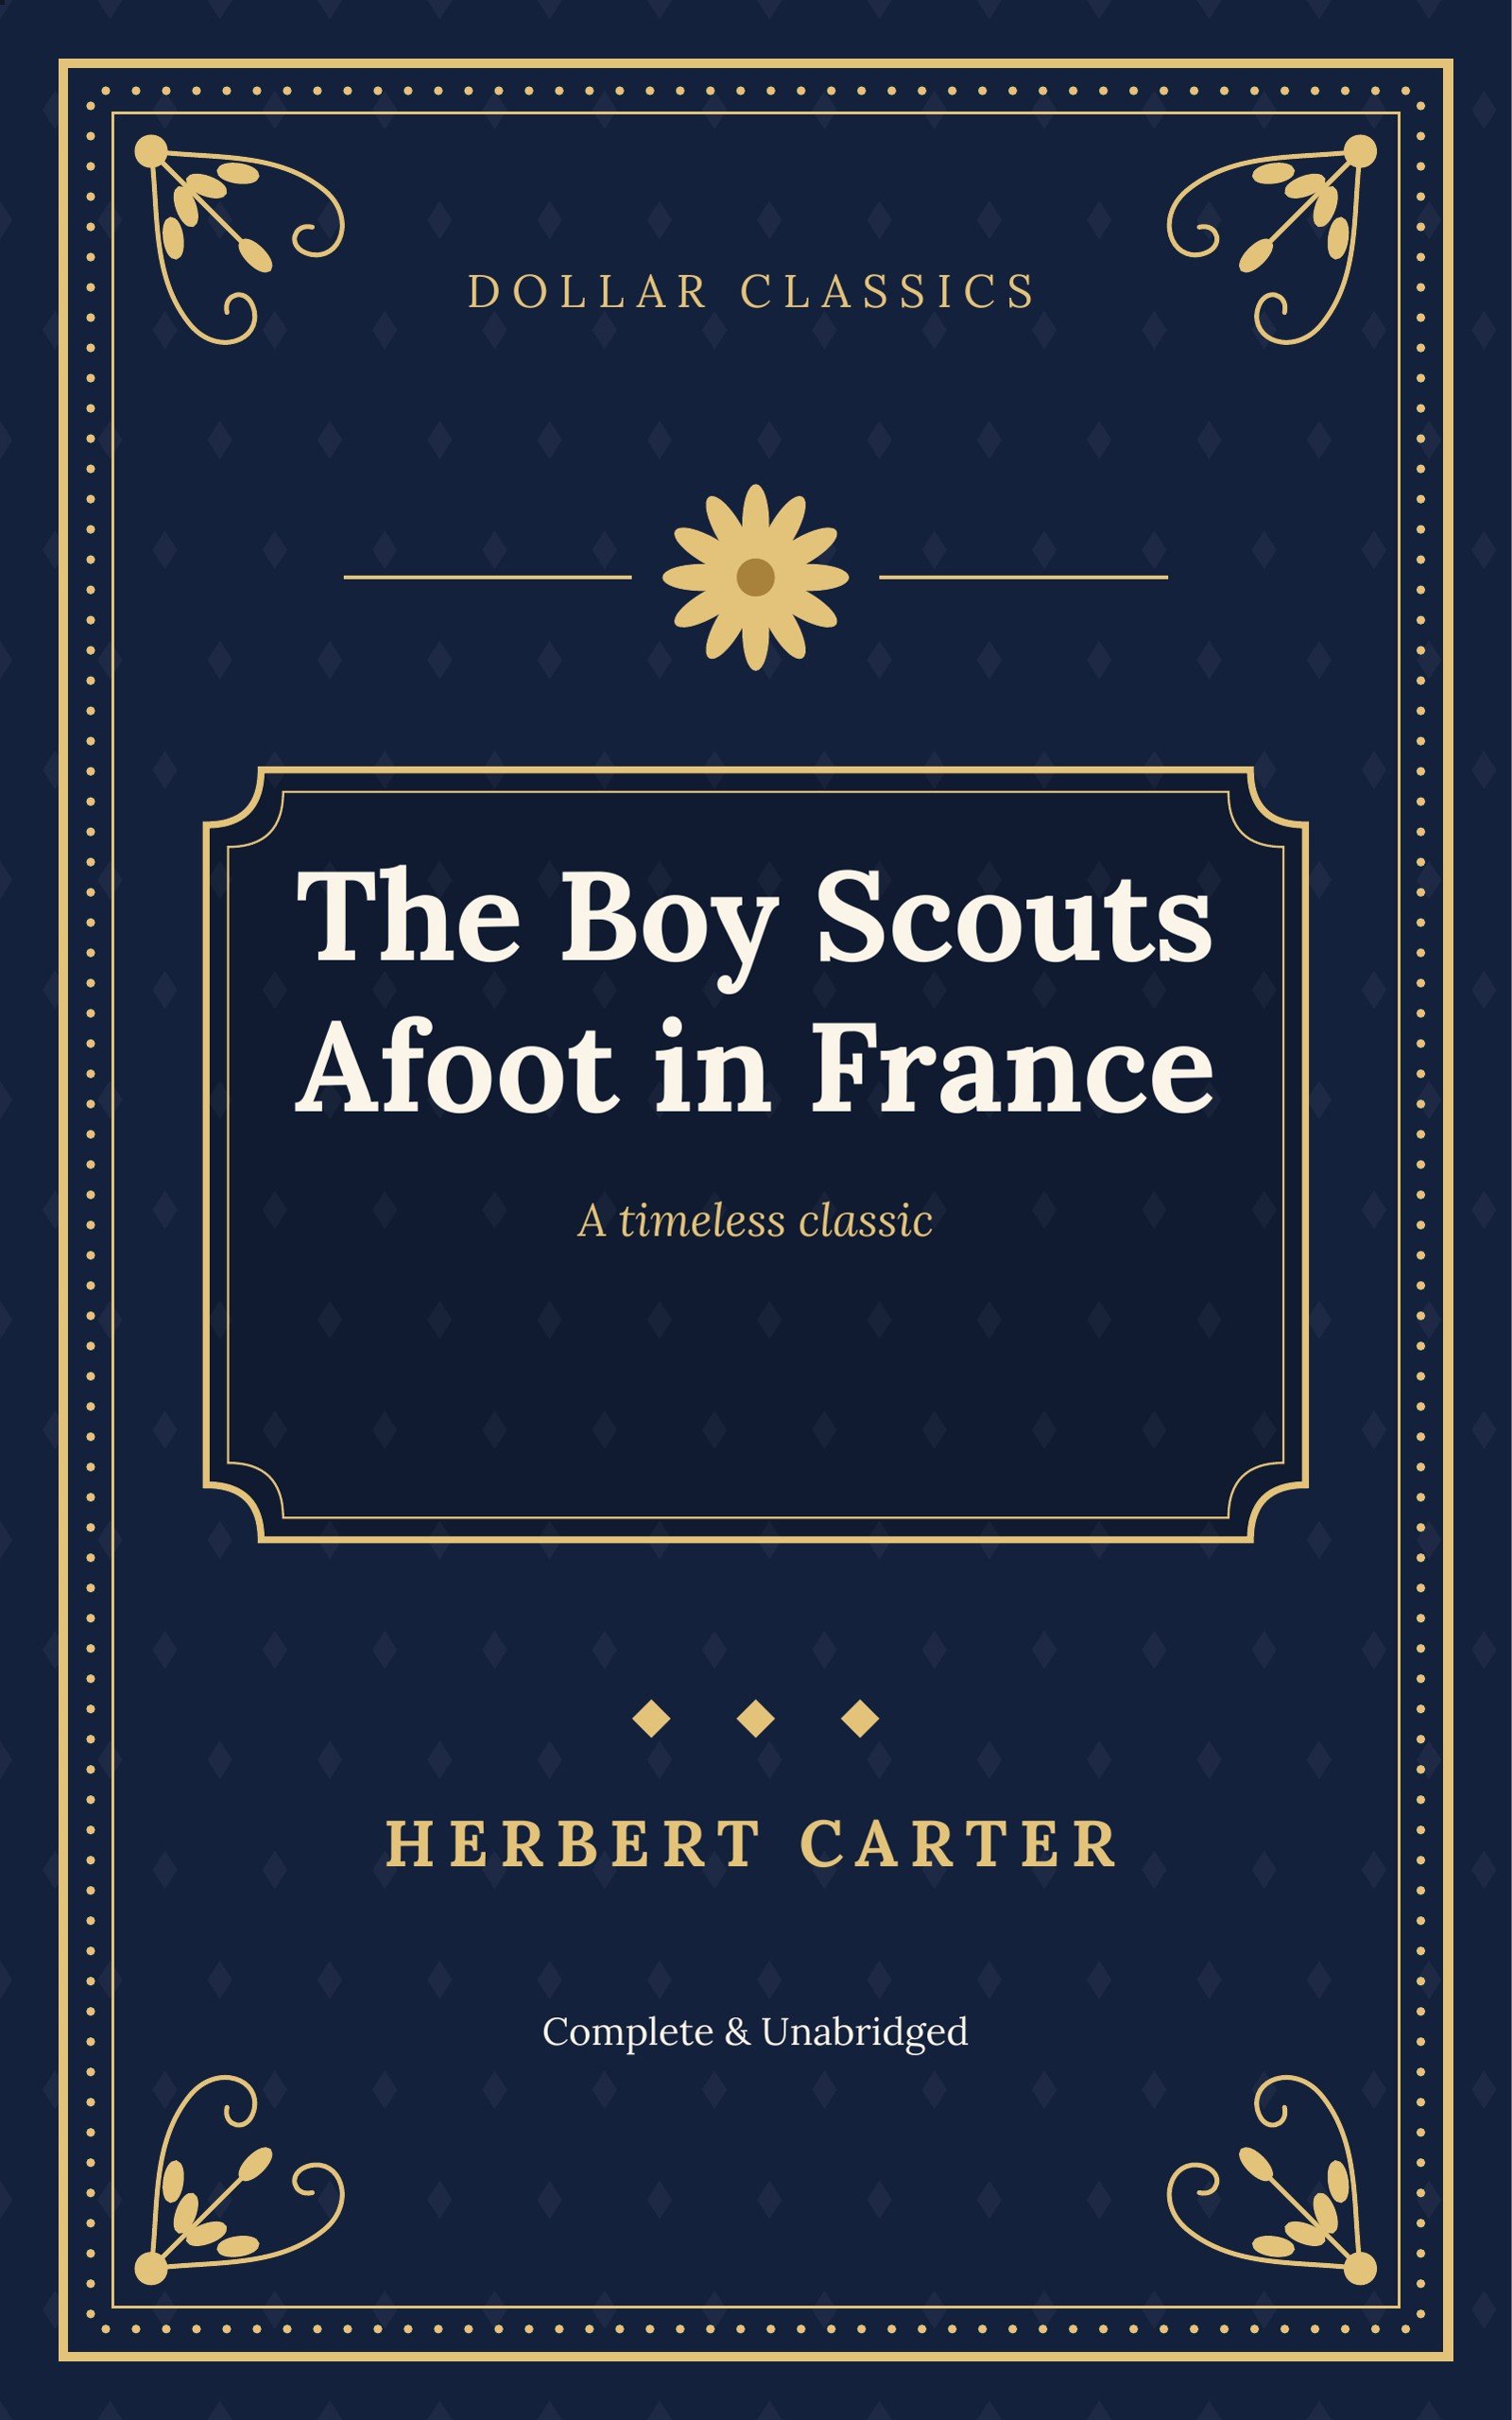 DOLLAR CLASSICS
The Boy Scouts
Afoot in France
A timeless classic
HERBERT CARTER
Complete & Unabridged